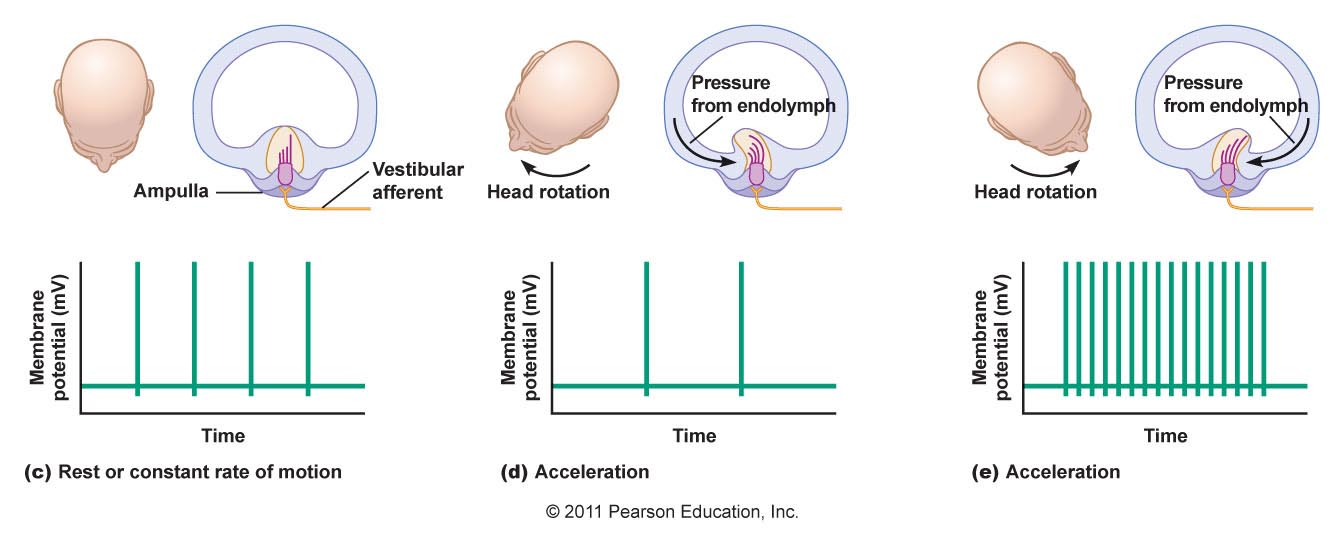 Ampulla
Vestibular
afferent
Membrane
potential (mV)
Time
(c) Rest or constant rate of motion
Head rotation
Pressure
from endolymph
Membrane
potential (mV)
Time
(d) Acceleration
Head rotation
Pressure
from endolymph
Membrane
potential (mV)
Time
(e) Acceleration
© 2011 Pearson Education, Inc.